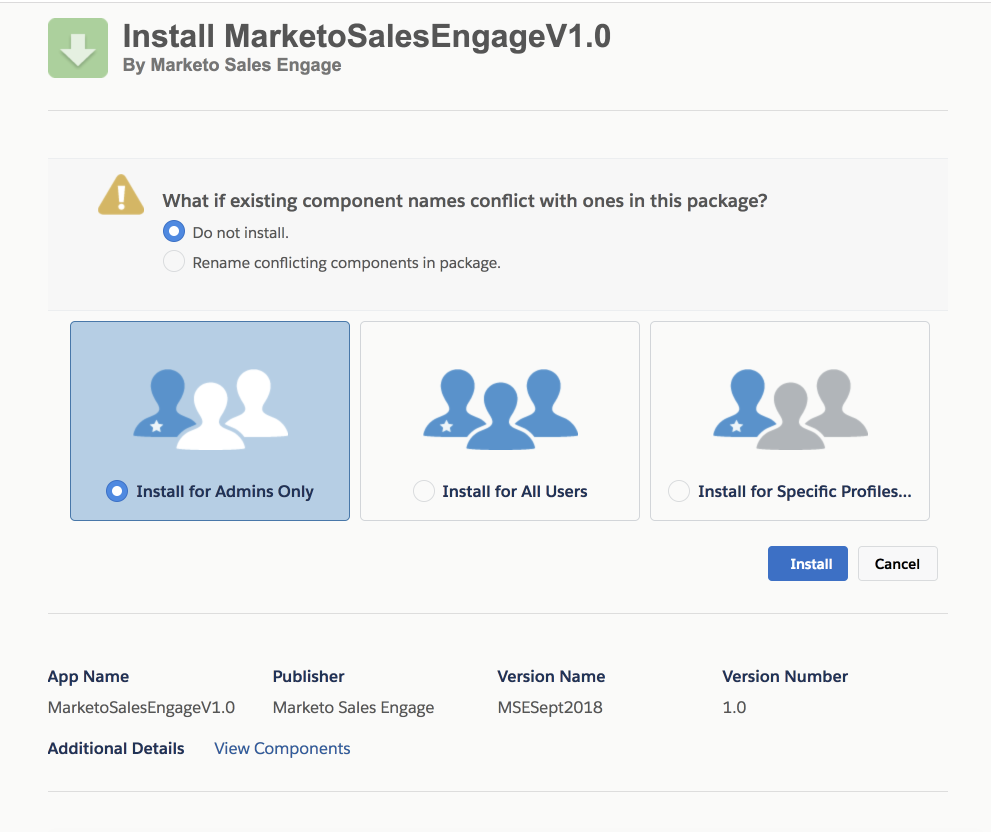 Install MarketoSalesEngageV1.0
By Marketo Sales Engage
What if existing component names conflict with ones in this package?
Do not install.
Rename conflicting components in package.
Install for Admins Only
Install for All Users
Install for Specific Profiles...
Install
Cancel
App Name
Publisher
Version Name
Version Number
MarketoSalesEngageV1.0
Marketo Sales Engage
MSESept2018
1.0
Additional Details
View Components